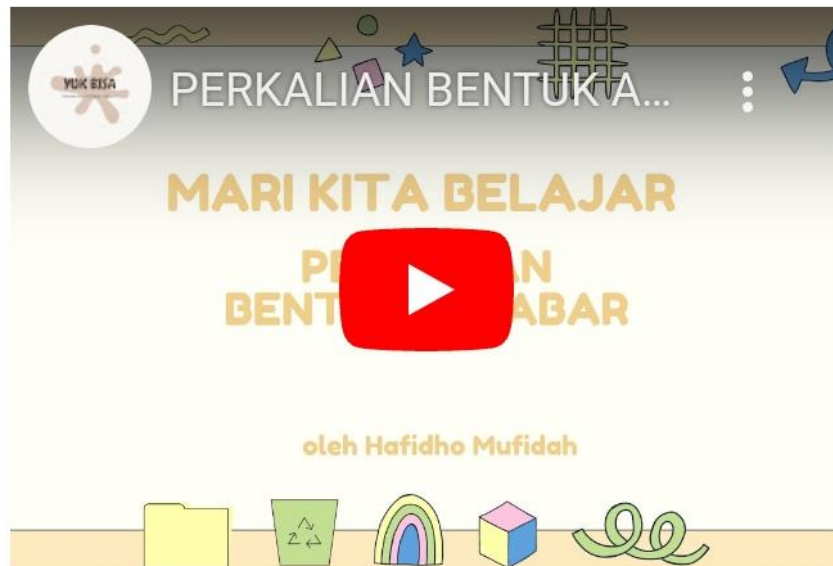 YUK BISA
PERKALIAN BENTUK A...
MARI KITA BELAJAR
oleh Hafidho Mufidah